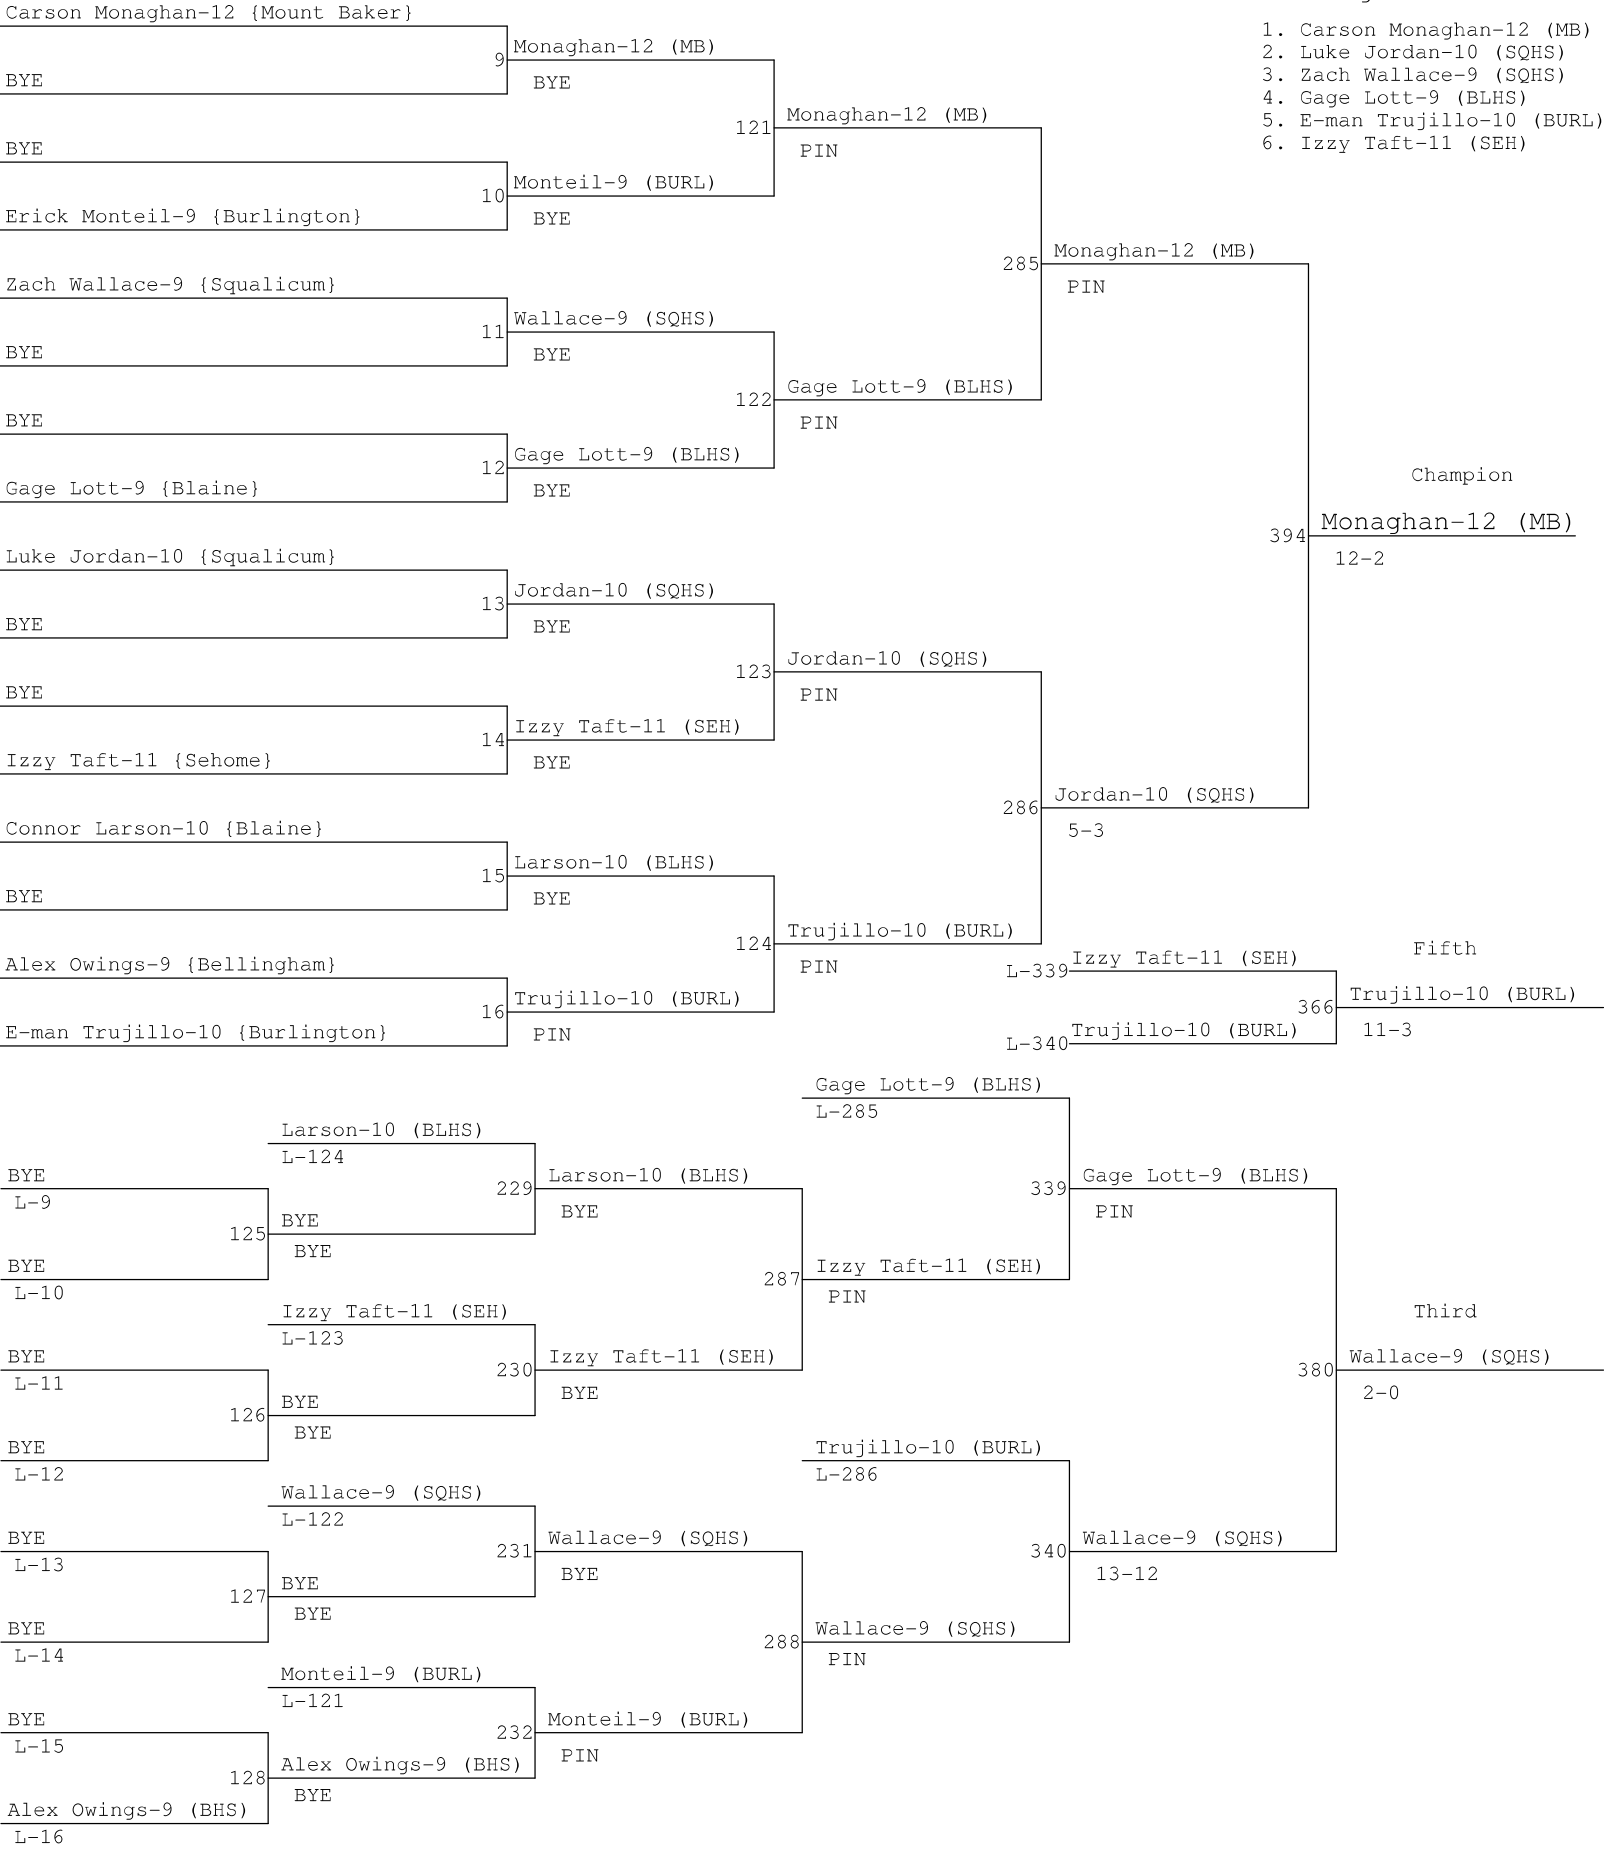 Carson Monaghan-12 {Mount Baker}
Monaghan-12 (MB)
9
BYE
BYE
Monaghan-12 (MB)
121
PIN
BYE
Monteil-9 (BURL)
10
BYE
Erick Monteil-9 {Burlington}
1. Carson Monaghan-12 (MB)
2. Luke Jordan-10 (SQHS)
3. Zach Wallace-9 (SQHS)
4. Gage Lott-9 (BLHS)
5. E-man Trujillo-10 (BURL)
6. Izzy Taft-11 (SEH)
Monaghan-12 (MB)
285
PIN
Zach Wallace-9 {Squalicum}
Wallace-9 (SQHS)
11
BYE
BYE
Gage Lott-9 (BLHS)
122
PIN
BYE
Gage Lott-9 (BLHS)
12
BYE
Gage Lott-9 {Blaine}
Champion
Monaghan-12 (MB)
394
12-2
Luke Jordan-10 {Squalicum}
Jordan-10 (SQHS)
13
BYE
BYE
Jordan-10 (SQHS)
123
PIN
BYE
Izzy Taft-11 (SEH)
14
BYE
Izzy Taft-11 {Sehome}
Jordan-10 (SQHS)
286
5-3
Connor Larson-10 {Blaine}
Larson-10 (BLHS)
15
BYE
BYE
Trujillo-10 (BURL)
124
PIN
Alex Owings-9 {Bellingham}
Trujillo-10 (BURL)
16
PIN
E-man Trujillo-10 {Burlington}
Fifth
Izzy Taft-11 (SEH)
L-339
Trujillo-10 (BURL)
366
11-3
Trujillo-10 (BURL)
L-340
Gage Lott-9 (BLHS)
L-285
Larson-10 (BLHS)
L-124
BYE
L-9
Larson-10 (BLHS)
229
BYE
Gage Lott-9 (BLHS)
339
PIN
BYE
125
BYE
BYE
L-10
Izzy Taft-11 (SEH)
287
PIN
Izzy Taft-11 (SEH)
L-123
Third
BYE
L-11
Izzy Taft-11 (SEH)
230
BYE
Wallace-9 (SQHS)
380
2-0
BYE
126
BYE
BYE
L-12
Trujillo-10 (BURL)
L-286
Wallace-9 (SQHS)
L-122
BYE
L-13
Wallace-9 (SQHS)
231
BYE
Wallace-9 (SQHS)
340
13-12
BYE
127
BYE
BYE
L-14
Wallace-9 (SQHS)
288
PIN
Monteil-9 (BURL)
L-121
BYE
L-15
Monteil-9 (BURL)
232
PIN
Alex Owings-9 (BHS)
128
BYE
Alex Owings-9 (BHS)
L-16